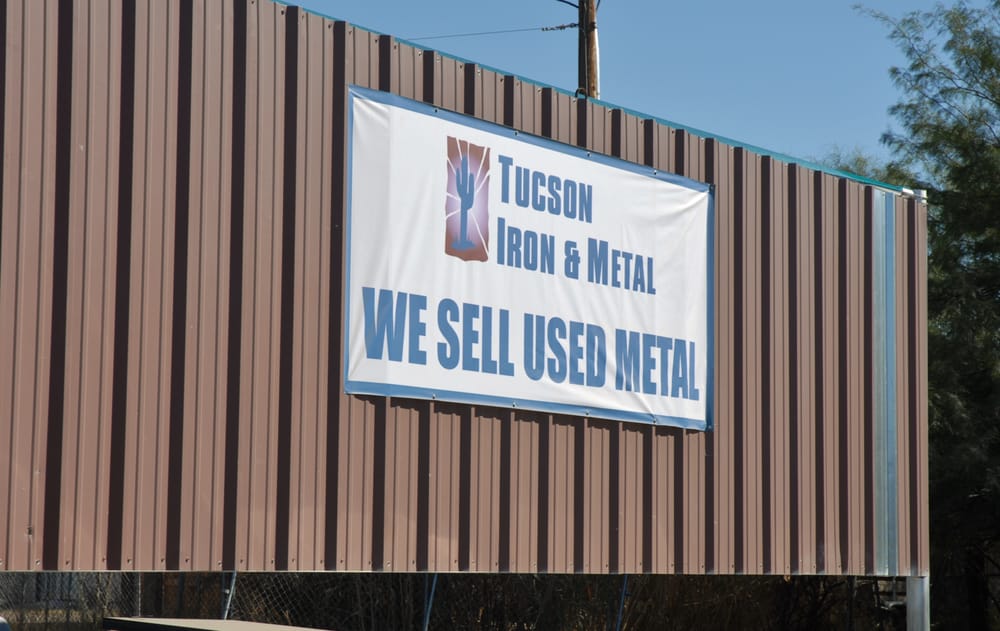 TUCSON
IRON & METAL
WE SELL USED METAL